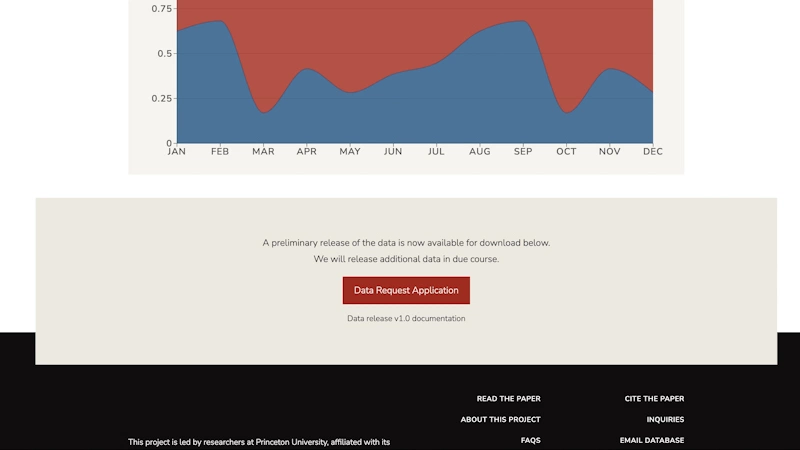 0.75
0.5
0.25
0
JAN FEB MAR APR MAY JUN JUL AUG SEP OCT NOV DEC
A preliminary release of the data is now available for download below.
We will release additional data in due course.
Data Request Application
Data release v1.0 documentation
READ THE PAPER CITE THE PAPER
ABOUT THIS PROJECT INQUIRIES
This project is led by researchers at Princeton University, affiliated with its FAQS EMAIL DATABASE